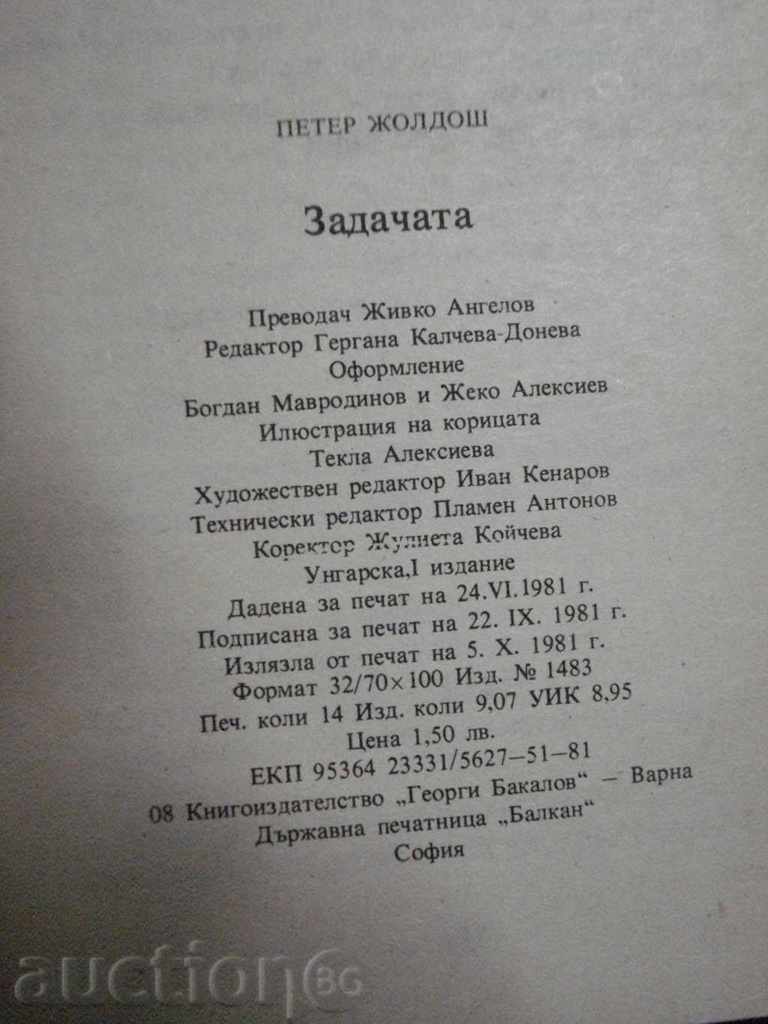 ПЕТЕР ЖОЛДОШ
Задачата
Преводач Живко Ангелов
Редактор Гергана Калчева-Донева
Оформление
Богдан Мавродинов и Жеко Алексиев
Илюстрация на корицата
Текла Алексиева
Художествен редактор Иван Кенаров
Технически редактор Пламен Антонов
Коректор Жулиета Койчева
Унгарска, I издание
Дадена за печат на 24.VI.1981 г.
Подписана за печат на 22. IX. 1981 г.
Излязла от печат на 5. X. 1981 г.
Формат 32/70×100 Изд. № 1483
Печ. коли 14 Изд. коли 9,07 УИК 8,95
Цена 1,50 лв.
ЕКП 95364 23331/5627—51—81
08 Книгоиздателство „Георги Бакалов“ — Варна
Държавна печатница „Балкан“
София
auction BG